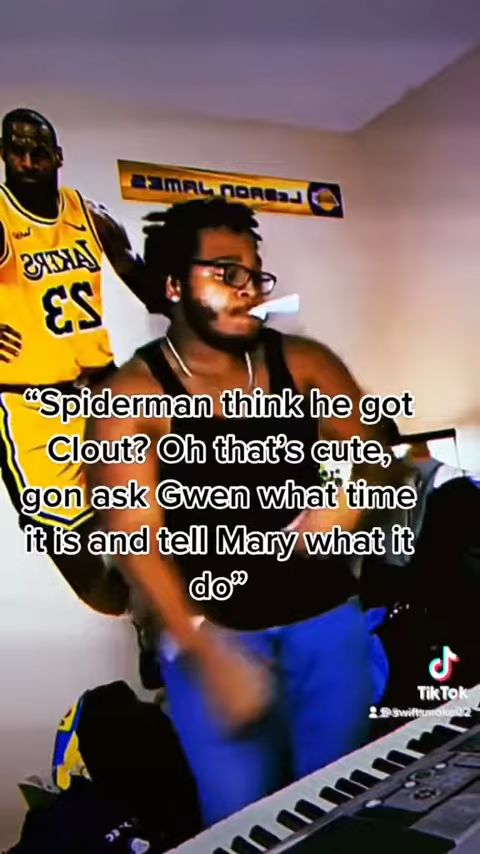 LEBRON JAMES
LAKERS
23
“Spiderman think he got
Clout? Oh that’s cute,
gon ask Gwen what time
it is and tell Mary what it
do”
TikTok